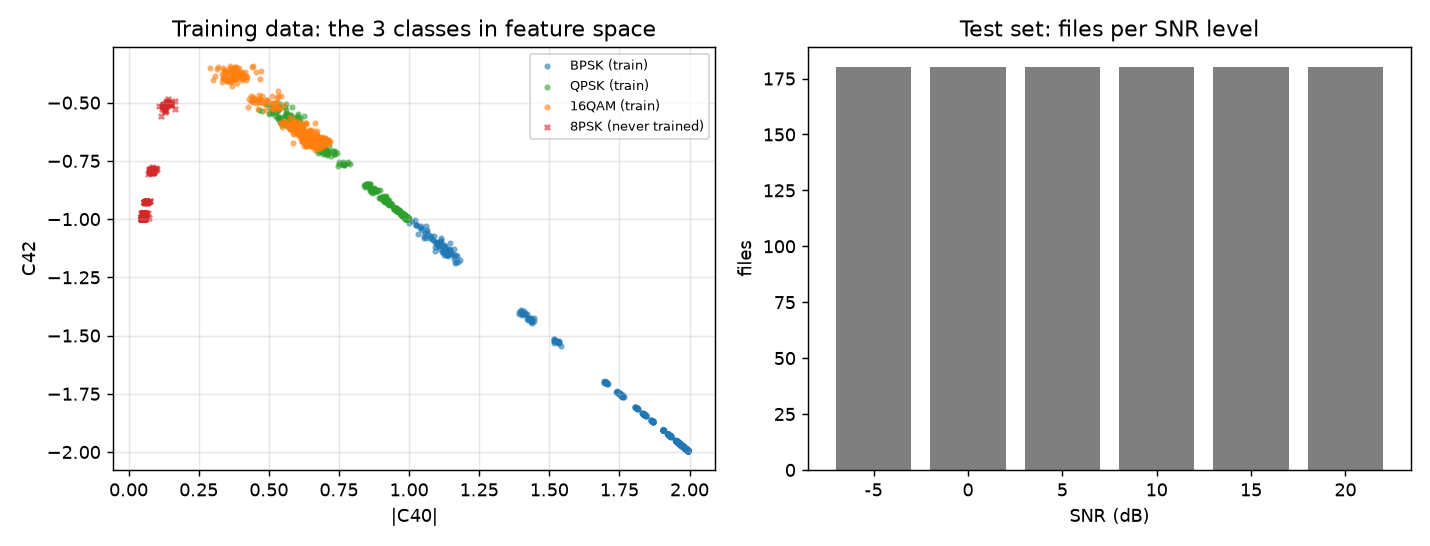 Training data: the 3 classes in feature space
BPSK (train)
QPSK (train)
16QAM (train)
8PSK (never trained)
−0.50
−0.75
−1.00
−1.25
−1.50
−1.75
−2.00
C42
0.00 0.25 0.50 0.75 1.00 1.25 1.50 1.75 2.00
|C40|
Test set: files per SNR level
175
150
125
100
75
50
25
0
files
-5 0 5 10 15 20
SNR (dB)